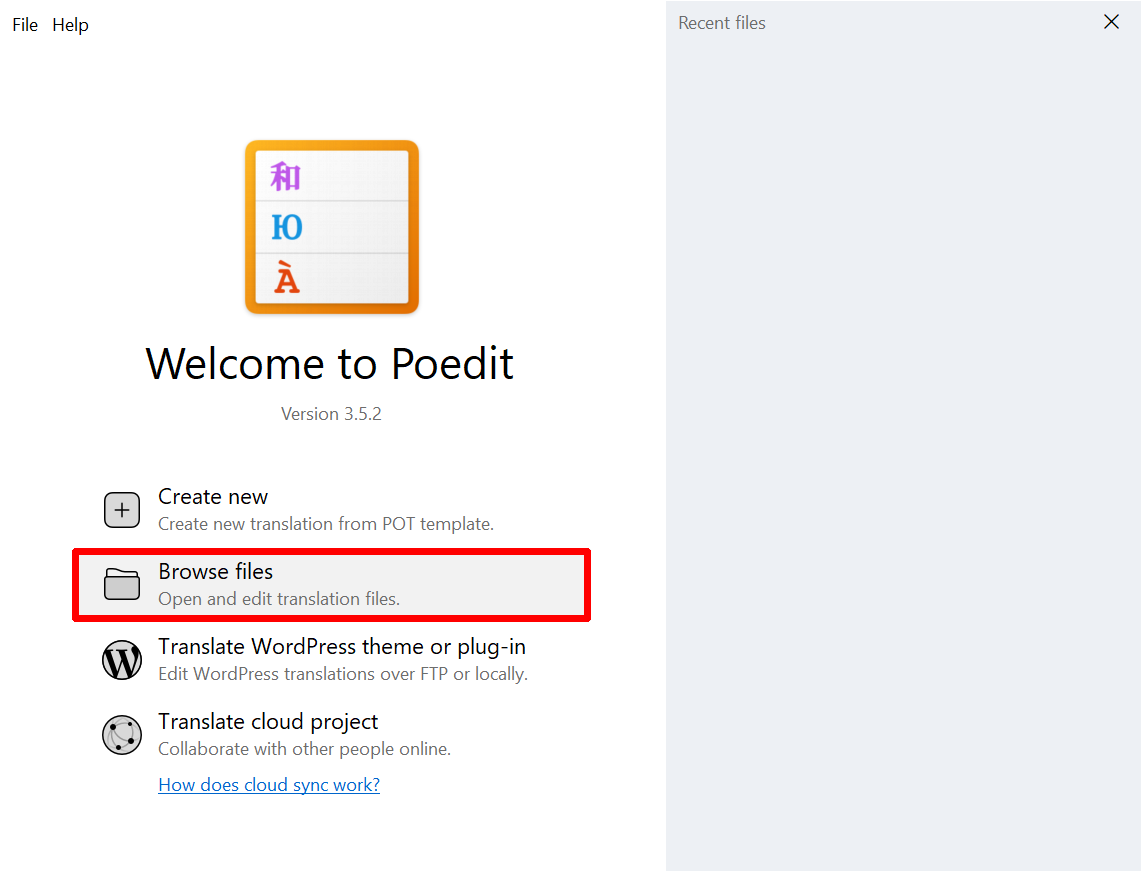 File Help
Recent files
和
Ю
À
Welcome to Poedit
Version 3.5.2
Create new
Create new translation from POT template.
Browse files
Open and edit translation files.
Translate WordPress theme or plug-in
Edit WordPress translations over FTP or locally.
Translate cloud project
Collaborate with other people online.
How does cloud sync work?